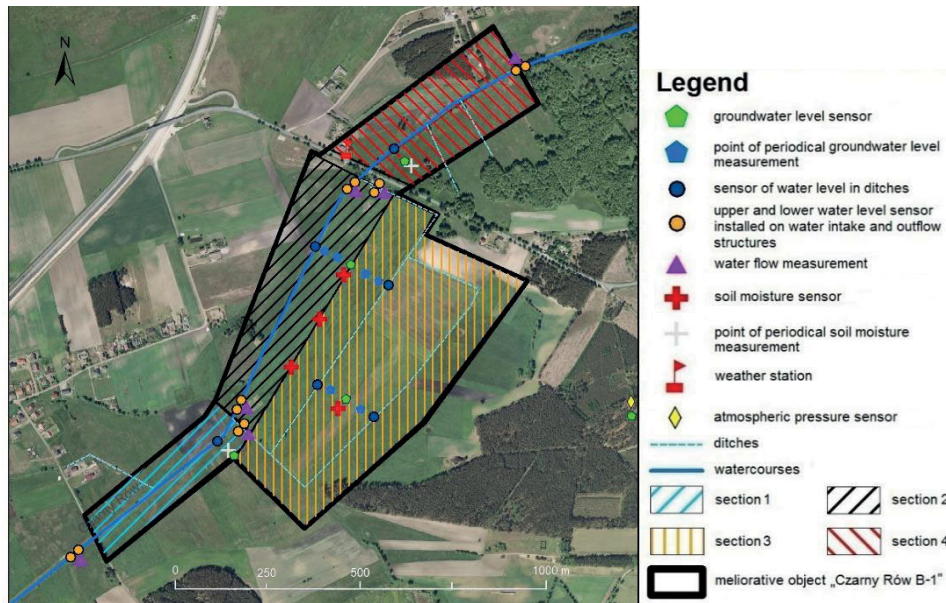 N
Legend
groundwater level sensor
point of periodical groundwater level
measurement
sensor of water level in ditches
upper and lower water level sensor
installed on water intake and outflow
structures
water flow measurement
soil moisture sensor
point of periodical soil moisture
measurement
weather station
atmospheric pressure sensor
ditches
watercourses
section 1
section 2
section 3
section 4
meliorative object „Czarny Rów B-1"
Rów
0 250 500 1000 m